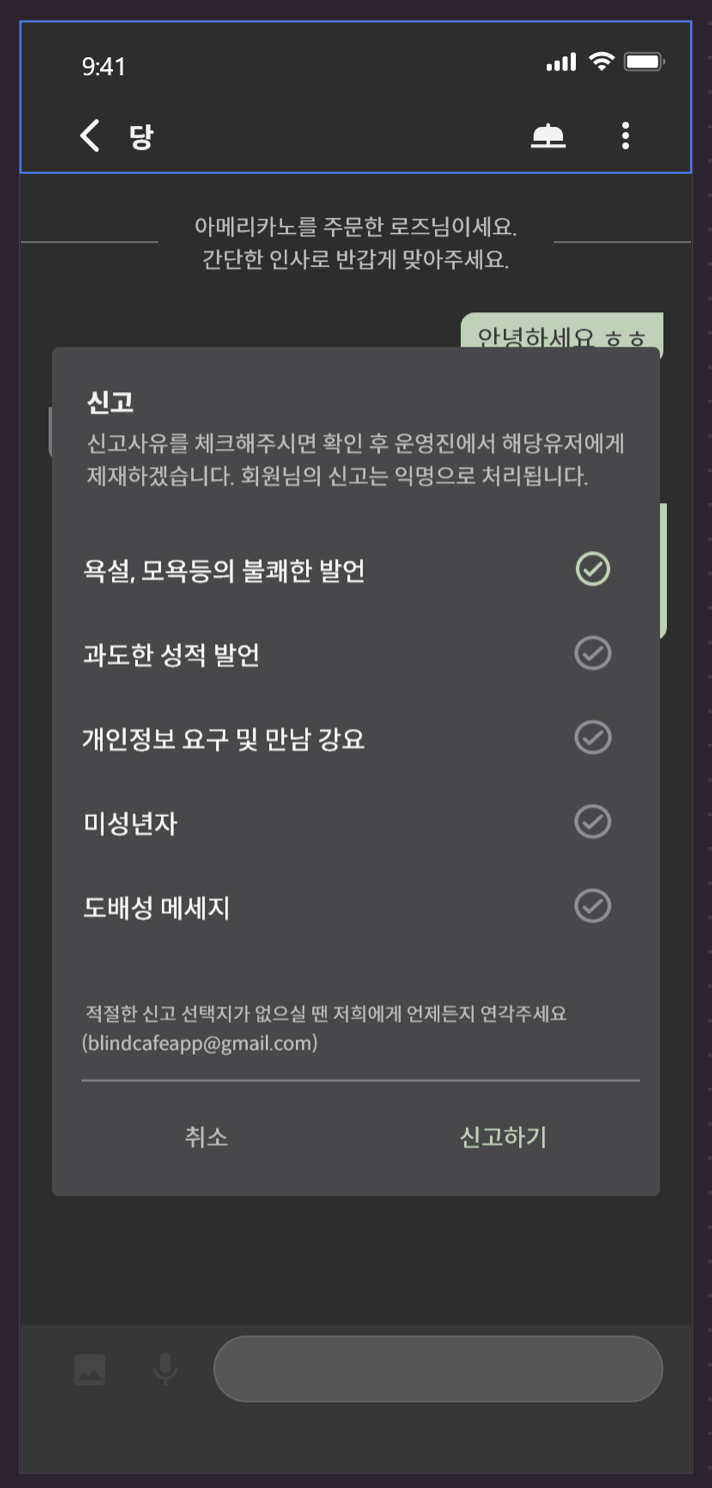 9:41
당
아메리카노를 주문한 로즈님이세요.
간단한 인사로 반갑게 맞아주세요.
안녕하세요 ㅎㅎ
신고
신고사유를 체크해주시면 확인 후 운영진에서 해당유저에게
제재하겠습니다. 회원님의 신고는 익명으로 처리됩니다.
욕설, 모욕등의 불쾌한 발언
과도한 성적 발언
개인정보 요구 및 만남 강요
미성년자
도배성 메세지
적절한 신고 선택지가 없으실 땐 저희에게 언제든지 연각주세요
(blindcafeapp@gmail.com)
취소
신고하기